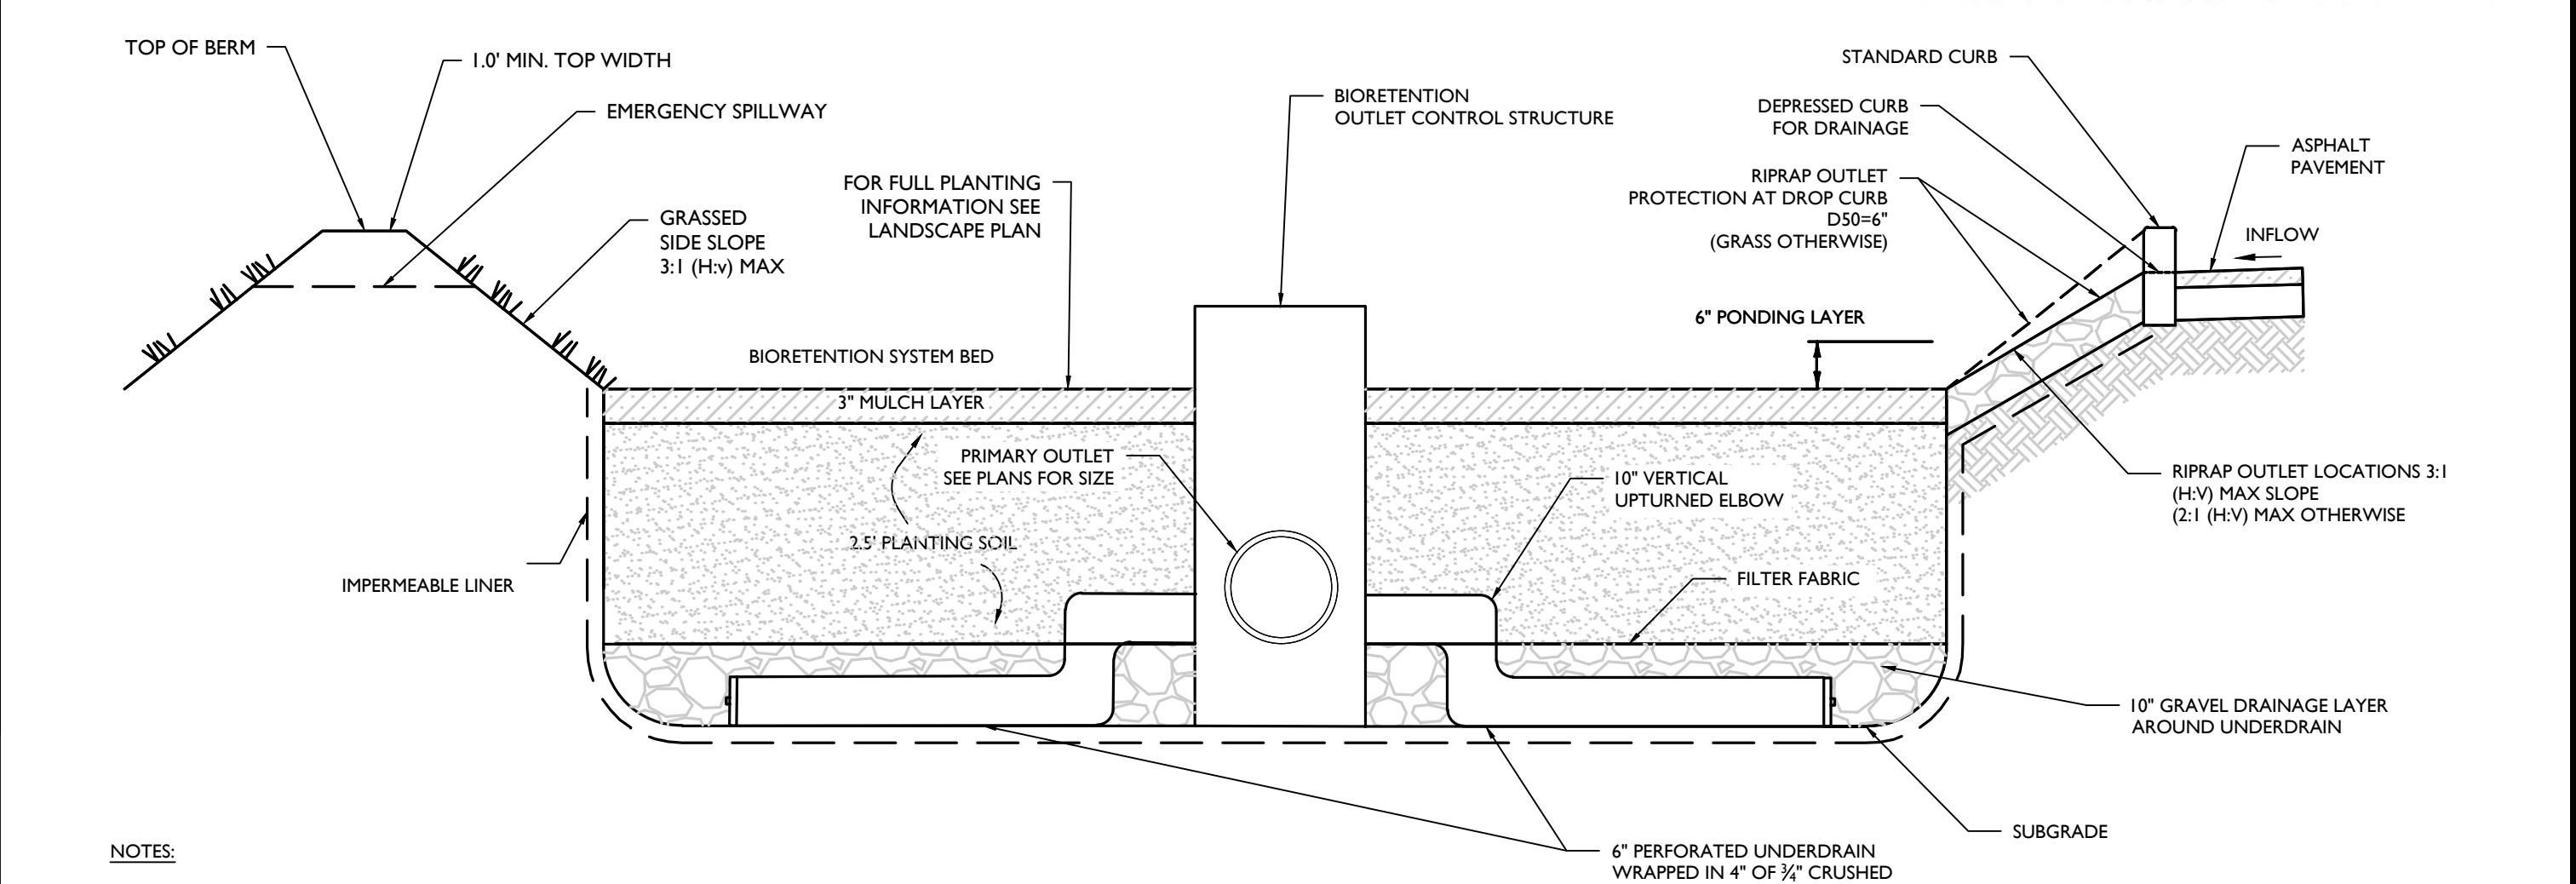 TOP OF BERM
1.0' MIN. TOP WIDTH
EMERGENCY SPILLWAY
GRASSED
SIDE SLOPE
3:1 (H:v) MAX
FOR FULL PLANTING
INFORMATION SEE
LANDSCAPE PLAN
BIORETENTION
OUTLET CONTROL STRUCTURE
STANDARD CURB
DEPRESSED CURB
FOR DRAINAGE
RIPRAP OUTLET
PROTECTION AT DROP CURB
D50=6"
(GRASS OTHERWISE)
ASPHALT
PAVEMENT
INFLOW
6" PONDING LAYER
BIORETENTION SYSTEM BED
3" MULCH LAYER
PRIMARY OUTLET
SEE PLANS FOR SIZE
10" VERTICAL
UPTURNED ELBOW
RIPRAP OUTLET LOCATIONS 3:1
(H:V) MAX SLOPE
(2:1 (H:V) MAX OTHERWISE
2.5' PLANTING SOIL
IMPERMEABLE LINER
FILTER FABRIC
10" GRAVEL DRAINAGE LAYER
AROUND UNDERDRAIN
SUBGRADE
6" PERFORATED UNDERDRAIN
WRAPPED IN 4" OF ¾" CRUSHED
NOTES: